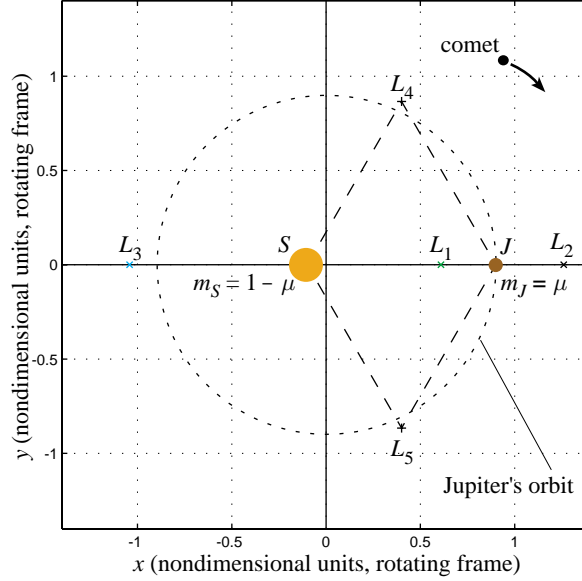 comet
1
L₄
0.5
L₃
S
L₁
J
L₂
0
m_S = 1 − μ
m_J = μ
-0.5
L₅
-1
Jupiter's orbit
-1
-0.5
0
0.5
1
x (nondimensional units, rotating frame)
y (nondimensional units, rotating frame)